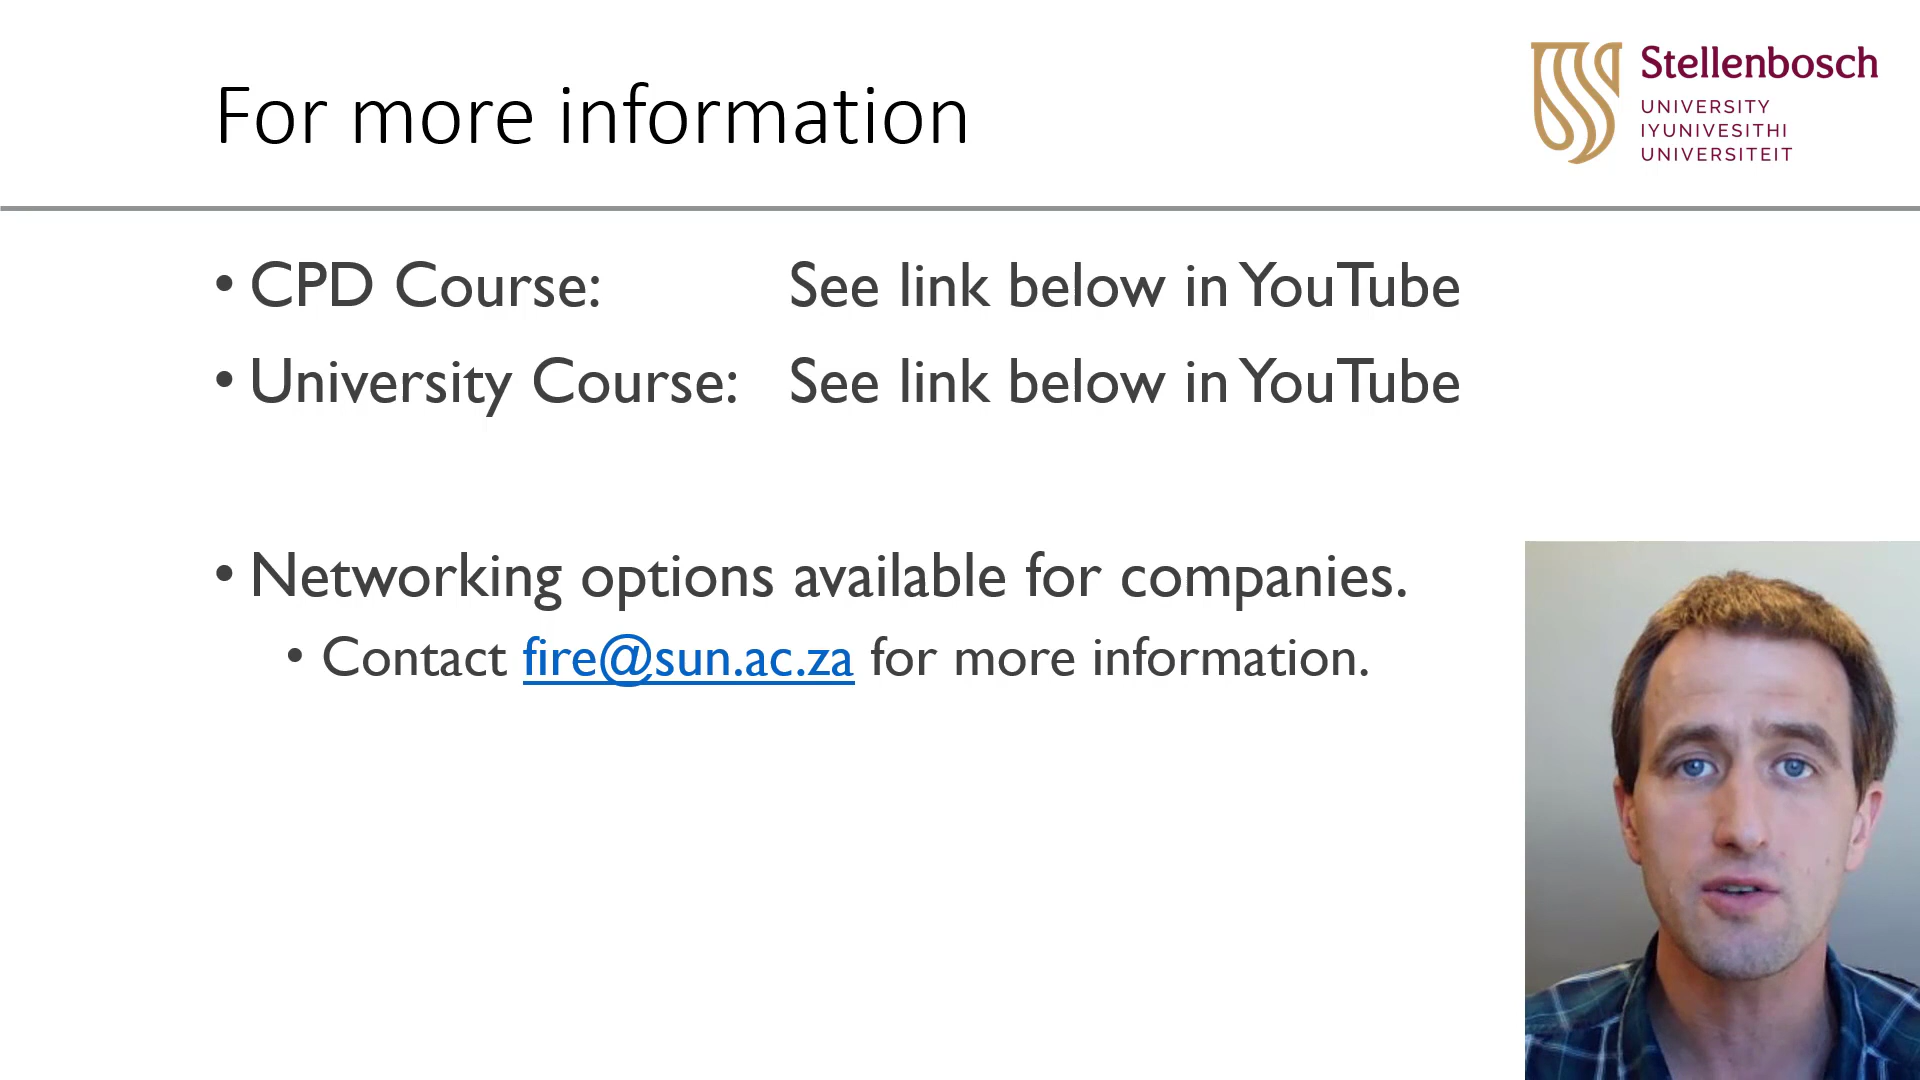 For more information
Stellenbosch
UNIVERSITY
IYUNIVESITHI
UNIVERSITEIT
• CPD Course: See link below in YouTube
• University Course: See link below in YouTube
• Networking options available for companies.
• Contact fire@sun.ac.za for more information.